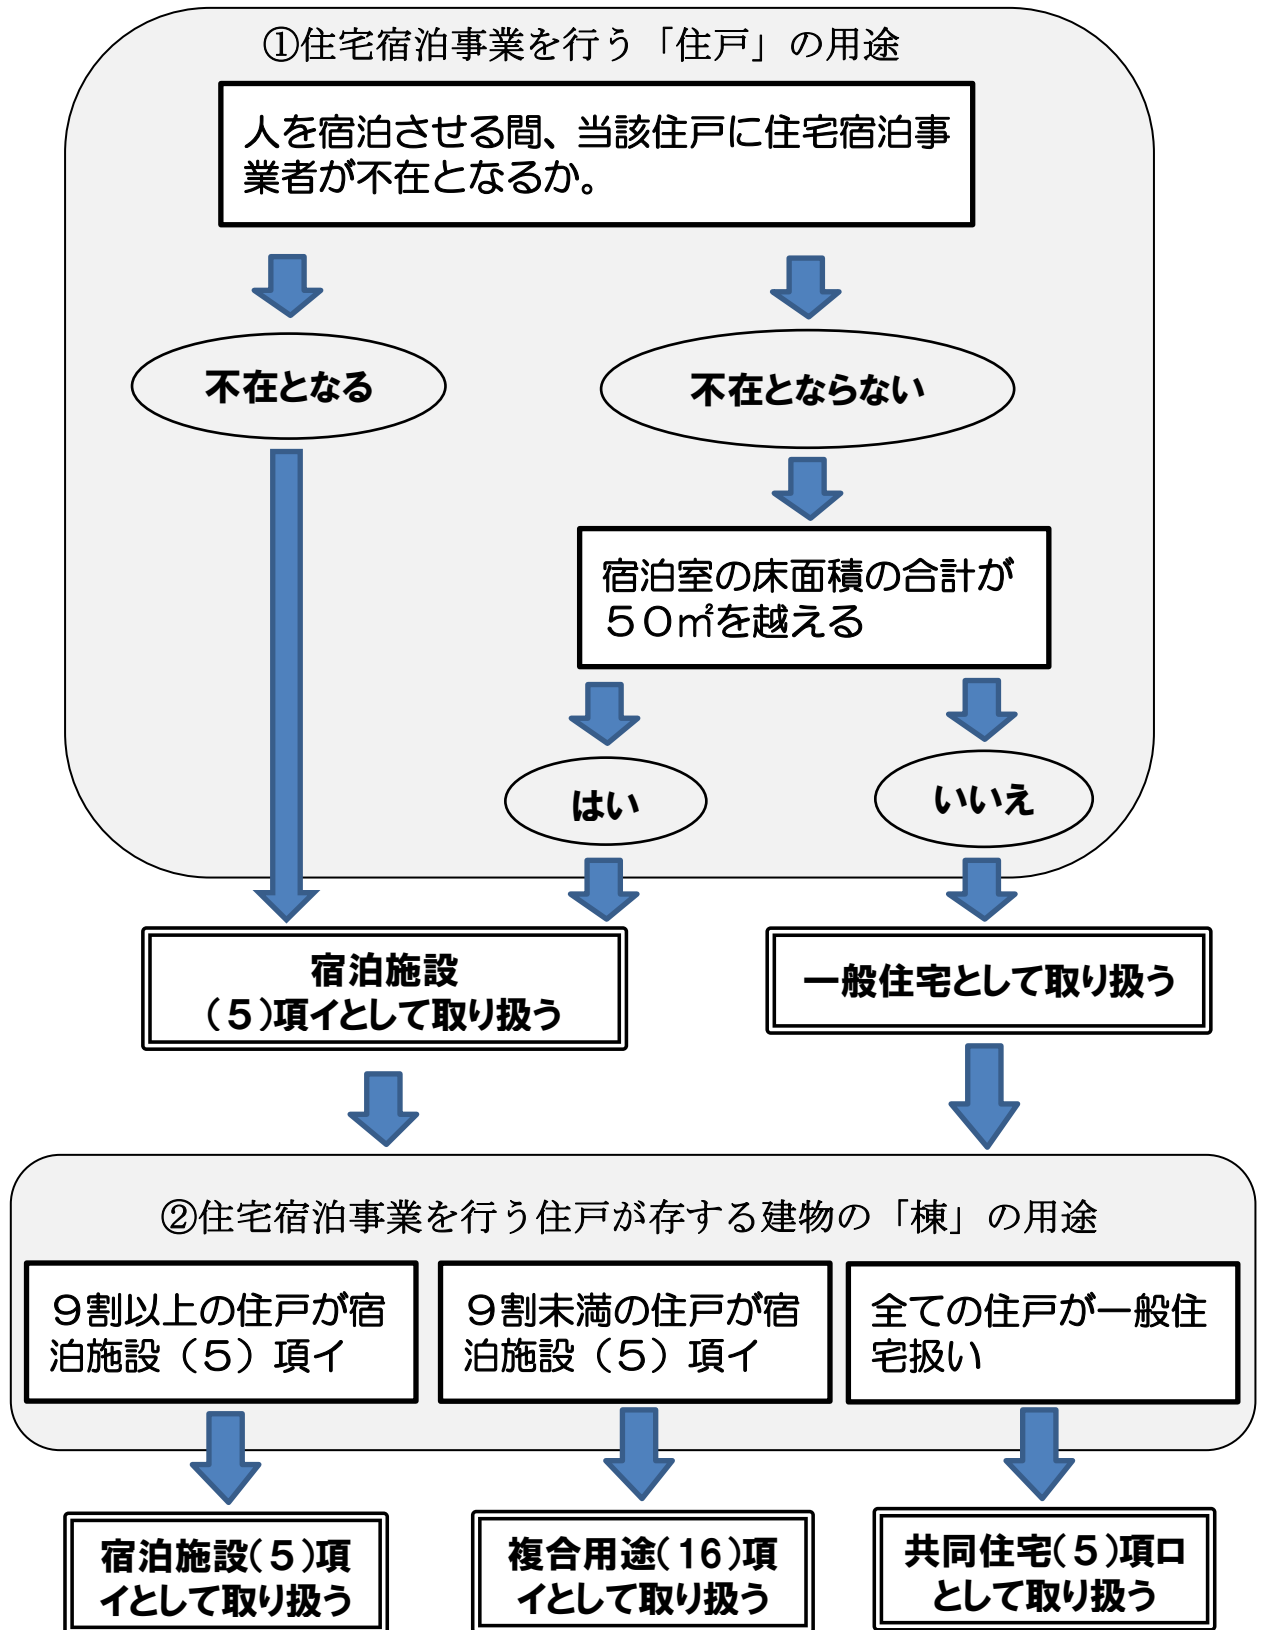 ①住宅宿泊事業を行う「住戸」の用途
人を宿泊させる間、当該住戸に住宅宿泊事
業者が不在となるか。
不在となる
不在とならない
宿泊室の床面積の合計が
５０㎡を越える
はい
いいえ
宿泊施設
（５）項イとして取り扱う
一般住宅として取り扱う
②住宅宿泊事業を行う住戸が存する建物の「棟」の用途
９割以上の住戸が宿
泊施設（５）項イ
９割未満の住戸が宿
泊施設（５）項イ
全ての住戸が一般住
宅扱い
宿泊施設（５）項
イとして取り扱う
複合用途（16）項
イとして取り扱う
共同住宅（５）項ロ
として取り扱う